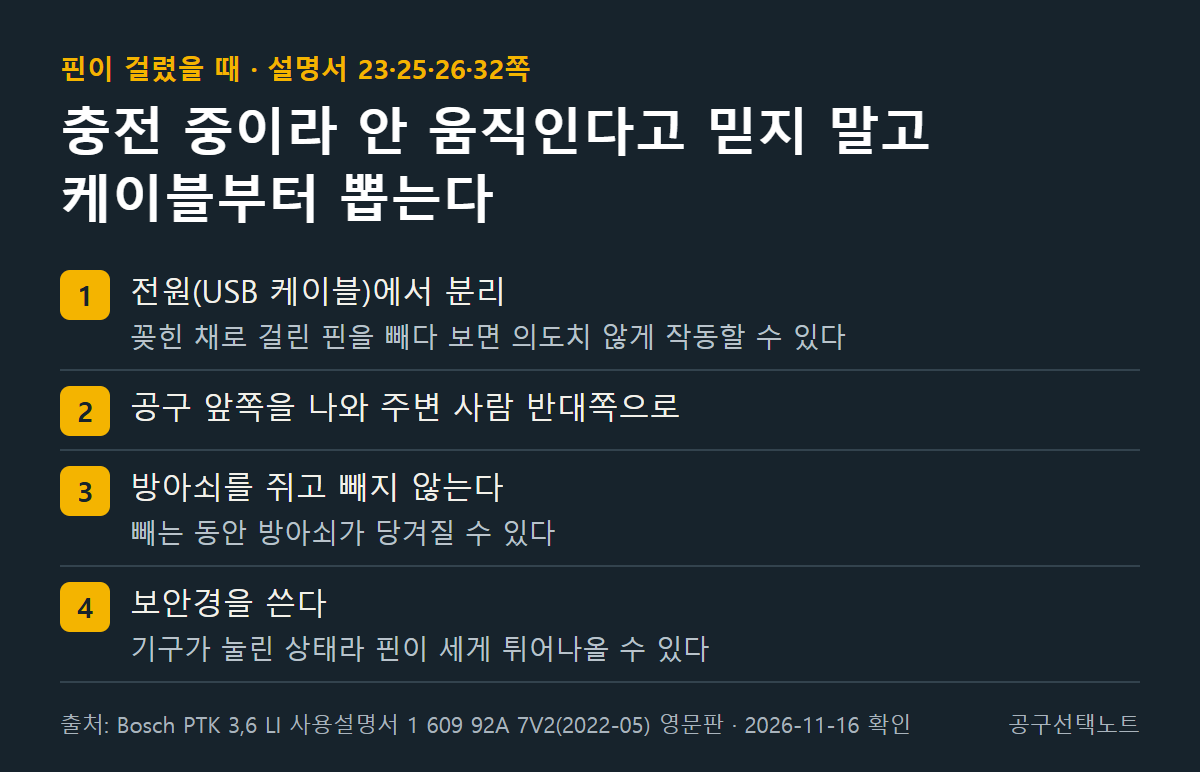 핀이 걸렸을 때 · 설명서 23·25·26·32쪽
충전 중이라 안 움직인다고 믿지 말고
케이블부터 뽑는다
1 전원(USB 케이블)에서 분리
꽂힌 채로 걸린 핀을 빼다 보면 의도치 않게 작동할 수 있다
2 공구 앞쪽을 나와 주변 사람 반대쪽으로
3 방아쇠를 쥐고 빼지 않는다
빼는 동안 방아쇠가 당겨질 수 있다
4 보안경을 쓴다
기구가 눌린 상태라 핀이 세게 튀어나올 수 있다
출처: Bosch PTK 3,6 LI 사용설명서 1 609 92A 7V2(2022-05) 영문판 · 2026-11-16 확인
공구선택노트